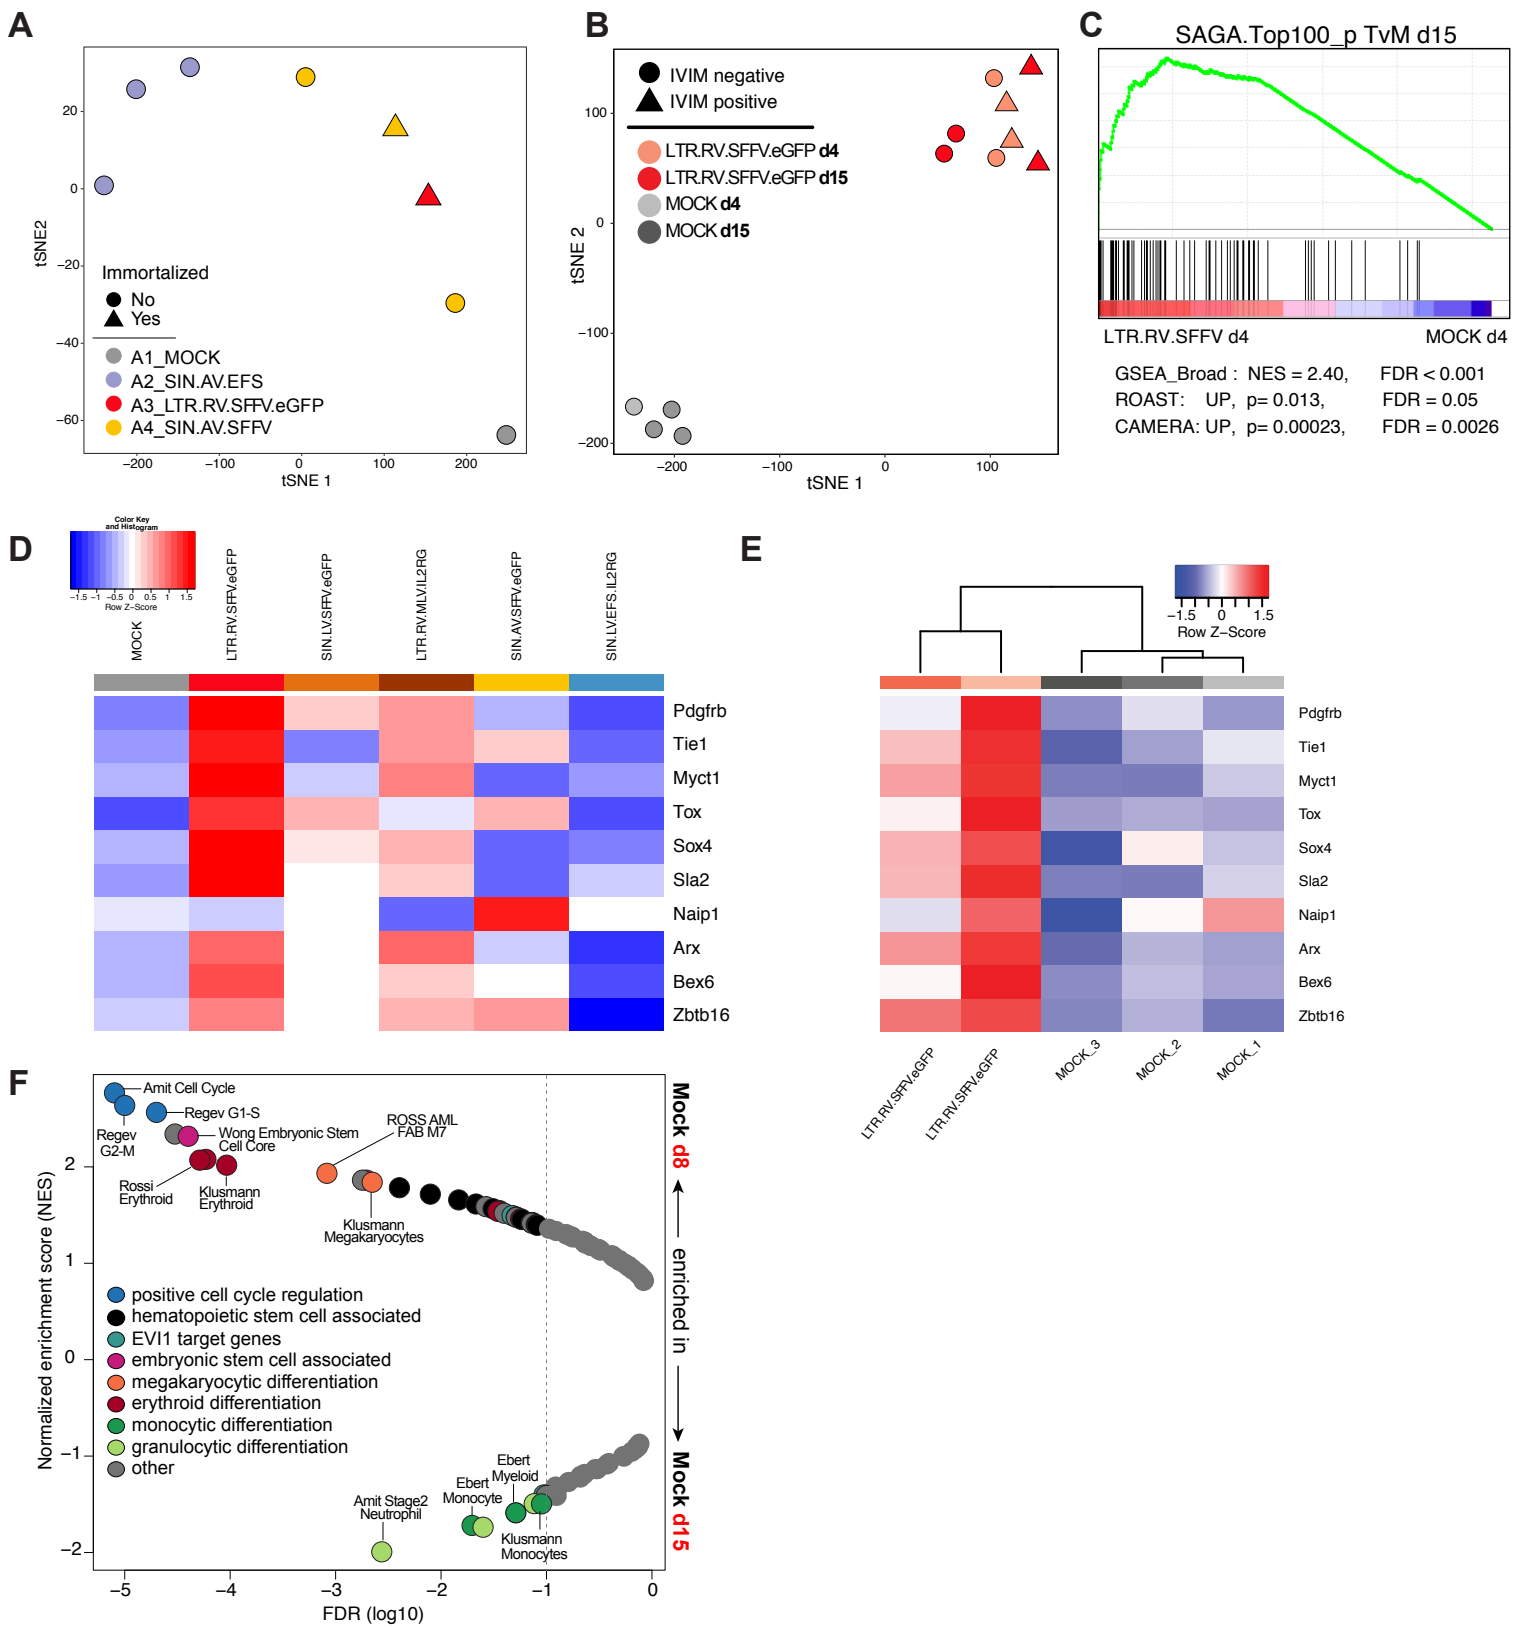 A
20
0
−20
−40
−60
tSNE2
−200
−100
0
100
200
tSNE 1
Immortalized
No
Yes
A1_MOCK
A2_SIN.AV.EFS
A3_LTR.RV.SFFV.eGFP
A4_SIN.AV.SFFV
B
100
0
−100
−200
tSNE 2
−200
−100
0
100
tSNE 1
IVIM negative
IVIM positive
LTR.RV.SFFV.eGFP d4
LTR.RV.SFFV.eGFP d15
MOCK d4
MOCK d15
C
SAGA.Top100_p TvM d15
LTR.RV.SFFV d4 MOCK d4
GSEA_Broad : NES = 2.40, FDR < 0.001
ROAST: UP, p= 0.013, FDR = 0.05
CAMERA: UP, p= 0.00023, FDR = 0.0026
D
Color Key
and Histogram
−1.5 −1 −0.5 0 0.5 1 1.5
Row Z−Score
MOCK
LTR.RV.SFFV.eGFP
SIN.LV.SFFV.eGFP
LTR.RV.MLV.IL2RG
SIN.AV.SFFV.eGFP
SIN.LV.EFS.IL2RG
Pdgfrb
Tie1
Myct1
Tox
Sox4
Sla2
Naip1
Arx
Bex6
Zbtb16
E
−1.5 0 1.5
Row Z−Score
Pdgfrb
Tie1
Myct1
Tox
Sox4
Sla2
Naip1
Arx
Bex6
Zbtb16
LTR.RV.SFFV.eGFP
LTR.RV.SFFV.eGFP
MOCK_3
MOCK_2
MOCK_1
F
Normalized enrichment score (NES)
2
1
0
−1
−2
Amit Cell Cycle
Regev G1-S
Regev
G2-M
Wong Embryonic Stem
Cell Core
Rossi
Erythroid
Klusmann
Erythroid
ROSS AML
FAB M7
Klusmann
Megakaryocytes
positive cell cycle regulation
hematopoietic stem cell associated
EVI1 target genes
embryonic stem cell associated
megakaryocytic differentiation
erythroid differentiation
monocytic differentiation
granulocytic differentiation
other
Amit Stage2
Neutrophil
Ebert
Monocyte
Ebert
Myeloid
Klusmann
Monocytes
−5
−4
−3
−2
−1
0
FDR (log10)
Mock d8
enriched in
Mock d15